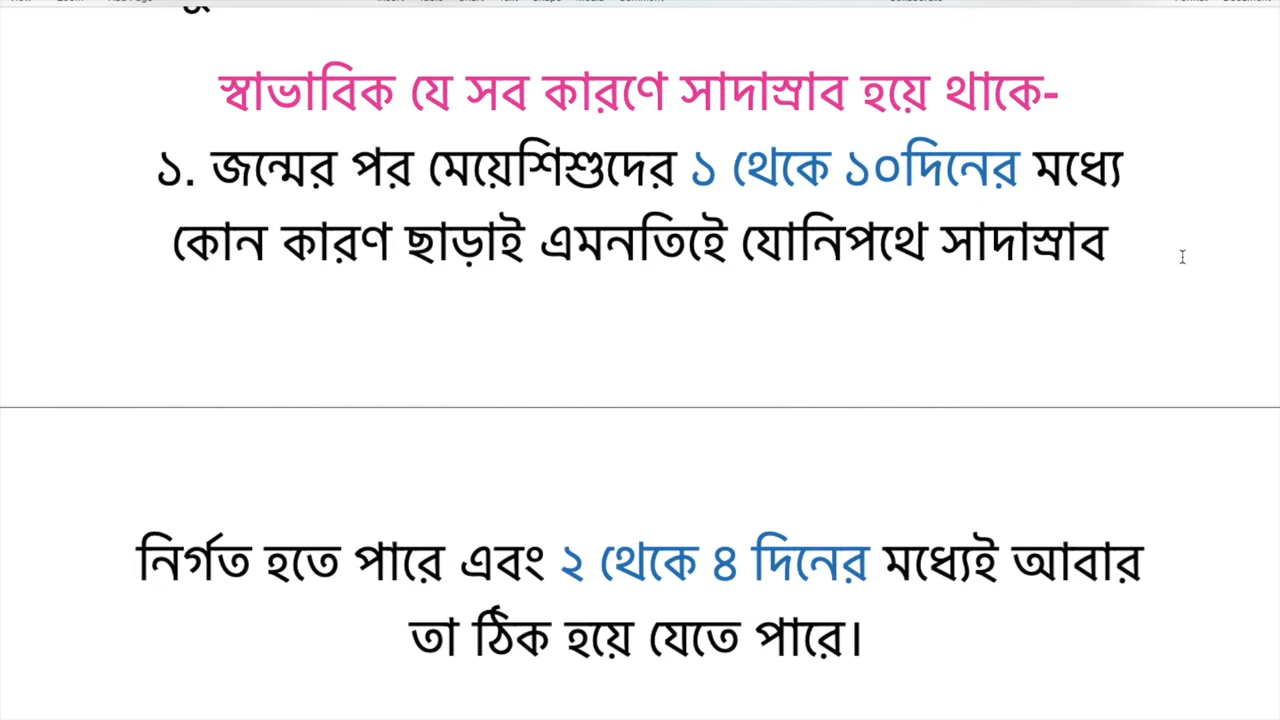 স্বাভাবিক যে সব কারণে সাদাস্রাব হয়ে থাকে-
১. জন্মের পর মেয়েশিশুদের ১ থেকে ১০দিনের মধ্যে
কোন কারণ ছাড়াই এমনতিইে যোনিপথে সাদাস্রাব
নির্গত হতে পারে এবং ২ থেকে ৪ দিনের মধ্যেই আবার
তা ঠিক হয়ে যেতে পারে।